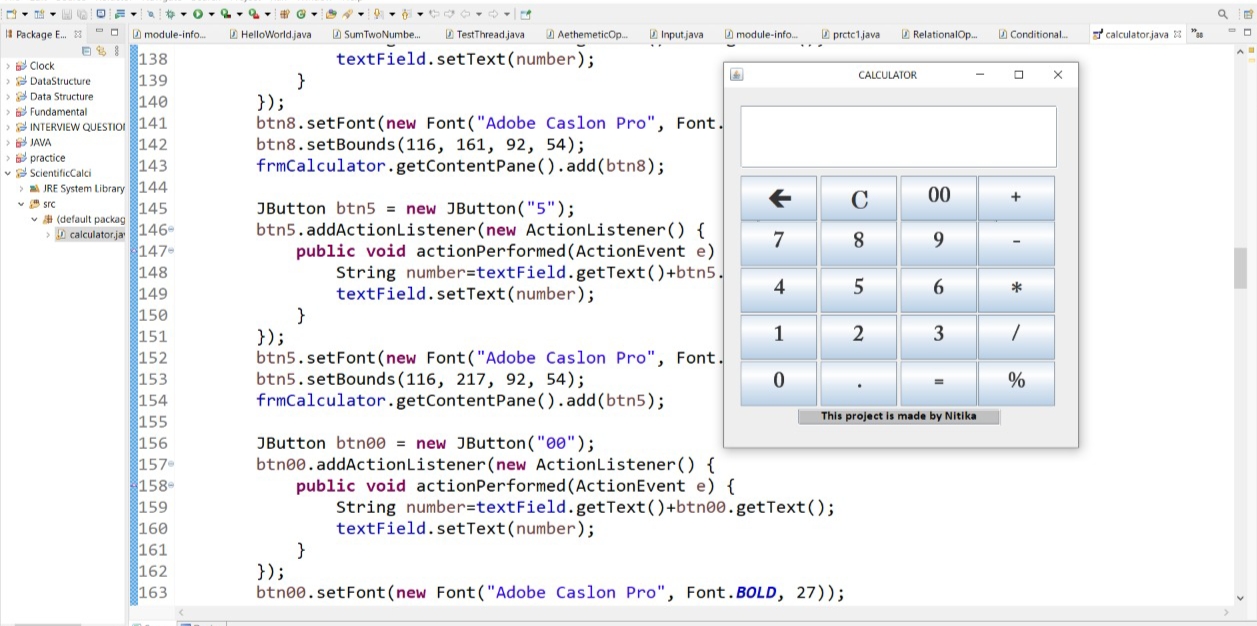 Package E...
module-info...
HelloWorld.java
SumTwoNumbe...
TestThread.java
AethemeticOp...
Input.java
module-info...
prctc1.java
RelationalOp...
Conditional...
calculator.java
Clock
DataStructure
Data Structure
Fundamental
INTERVIEW QUESTIO
JAVA
practice
ScientificCalci
JRE System Library
src
(default packag
calculator.ja
138 textField.setText(number);
139 }
140 });
141 btn8.setFont(new Font("Adobe Caslon Pro", Font.
142 btn8.setBounds(116, 161, 92, 54);
143 frmCalculator.getContentPane().add(btn8);
144
145 JButton btn5 = new JButton("5");
146 btn5.addActionListener(new ActionListener() {
147 public void actionPerformed(ActionEvent e)
148 String number=textField.getText()+btn5.
149 textField.setText(number);
150 }
151 });
152 btn5.setFont(new Font("Adobe Caslon Pro", Font.
153 btn5.setBounds(116, 217, 92, 54);
154 frmCalculator.getContentPane().add(btn5);
155
156 JButton btn00 = new JButton("00");
157 btn00.addActionListener(new ActionListener() {
158 public void actionPerformed(ActionEvent e) {
159 String number=textField.getText()+btn00.getText();
160 textField.setText(number);
161 }
162 });
163 btn00.setFont(new Font("Adobe Caslon Pro", Font.BOLD, 27));
CALCULATOR
C 00 +
7 8 9 -
4 5 6 *
1 2 3 /
0 . = %
This project is made by Nitika